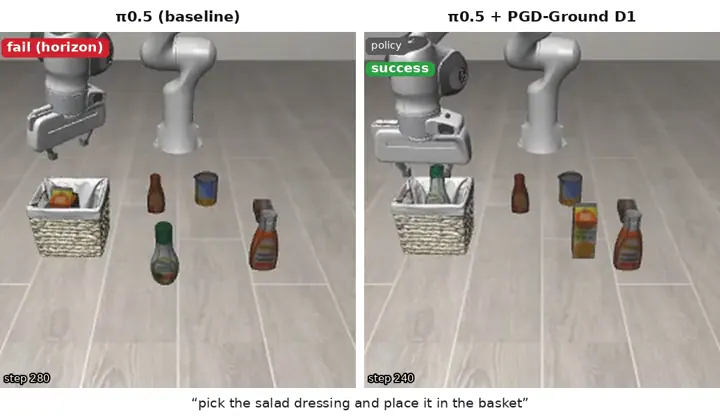 π0.5 (baseline)
π0.5 + PGD-Ground D1
fail (horizon)
policy
success
step 280
step 240
“pick the salad dressing and place it in the basket”